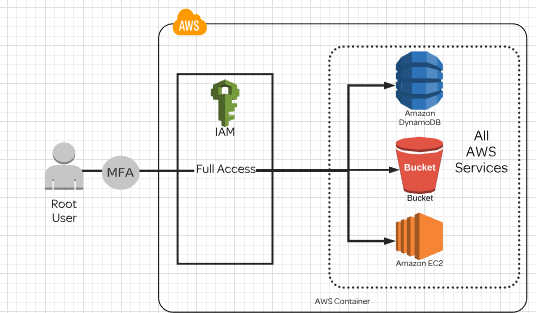 AWS
IAM
Full Access
MFA
Root
User
Amazon
DynamoDB
Bucket
Bucket
Amazon EC2
All
AWS
Services
AWS Container